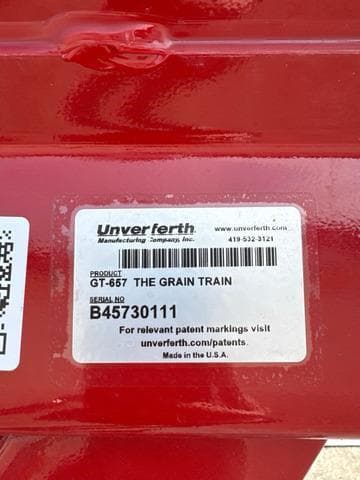 Unverferth www.unverferth.com
Manufacturing Company, Inc. 419-532-3121
PRODUCT
GT-657 THE GRAIN TRAIN
SERIAL NO
B45730111
For relevant patent markings visit
unverferth.com/patents.
Made in the U.S.A.